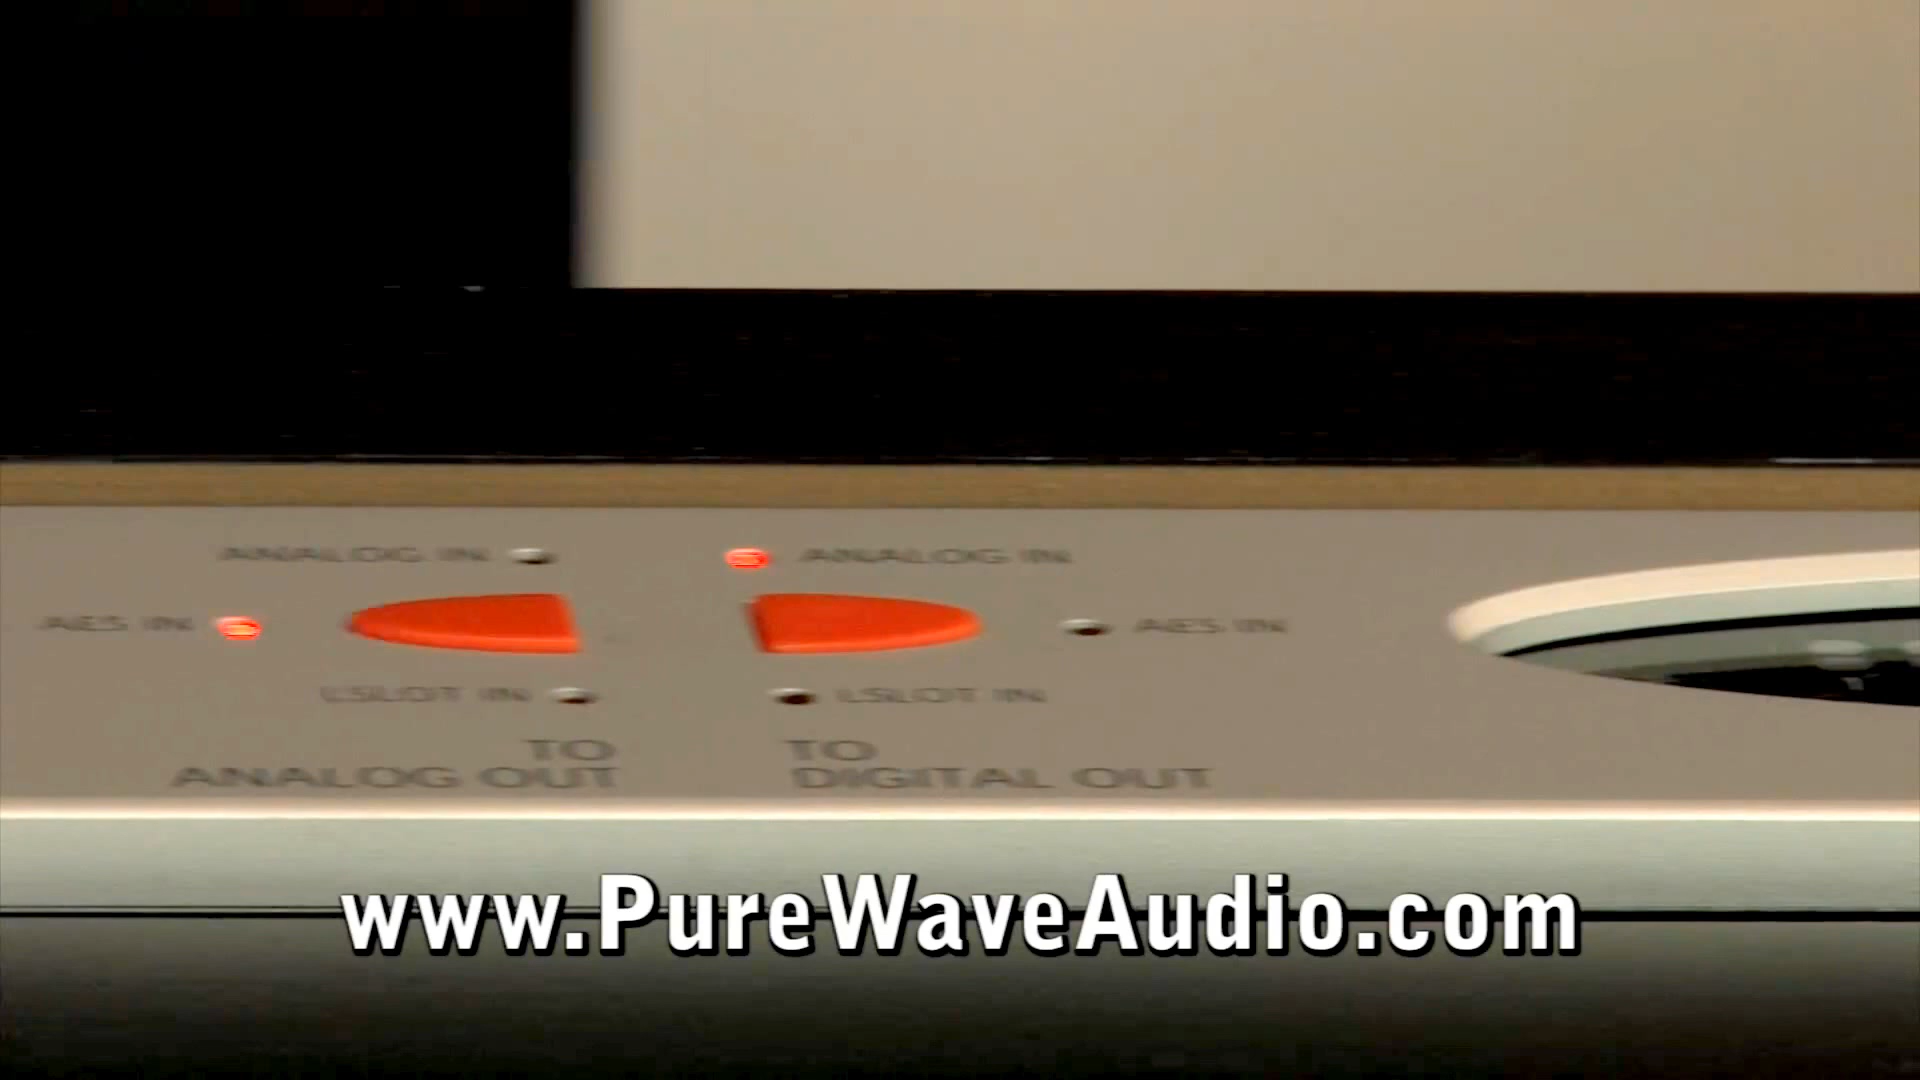 ANALOG IN ANALOG IN
AES IN AES IN
LSLOT IN LSLOT IN
TO TO
ANALOG OUT DIGITAL OUT
www.PureWaveAudio.com